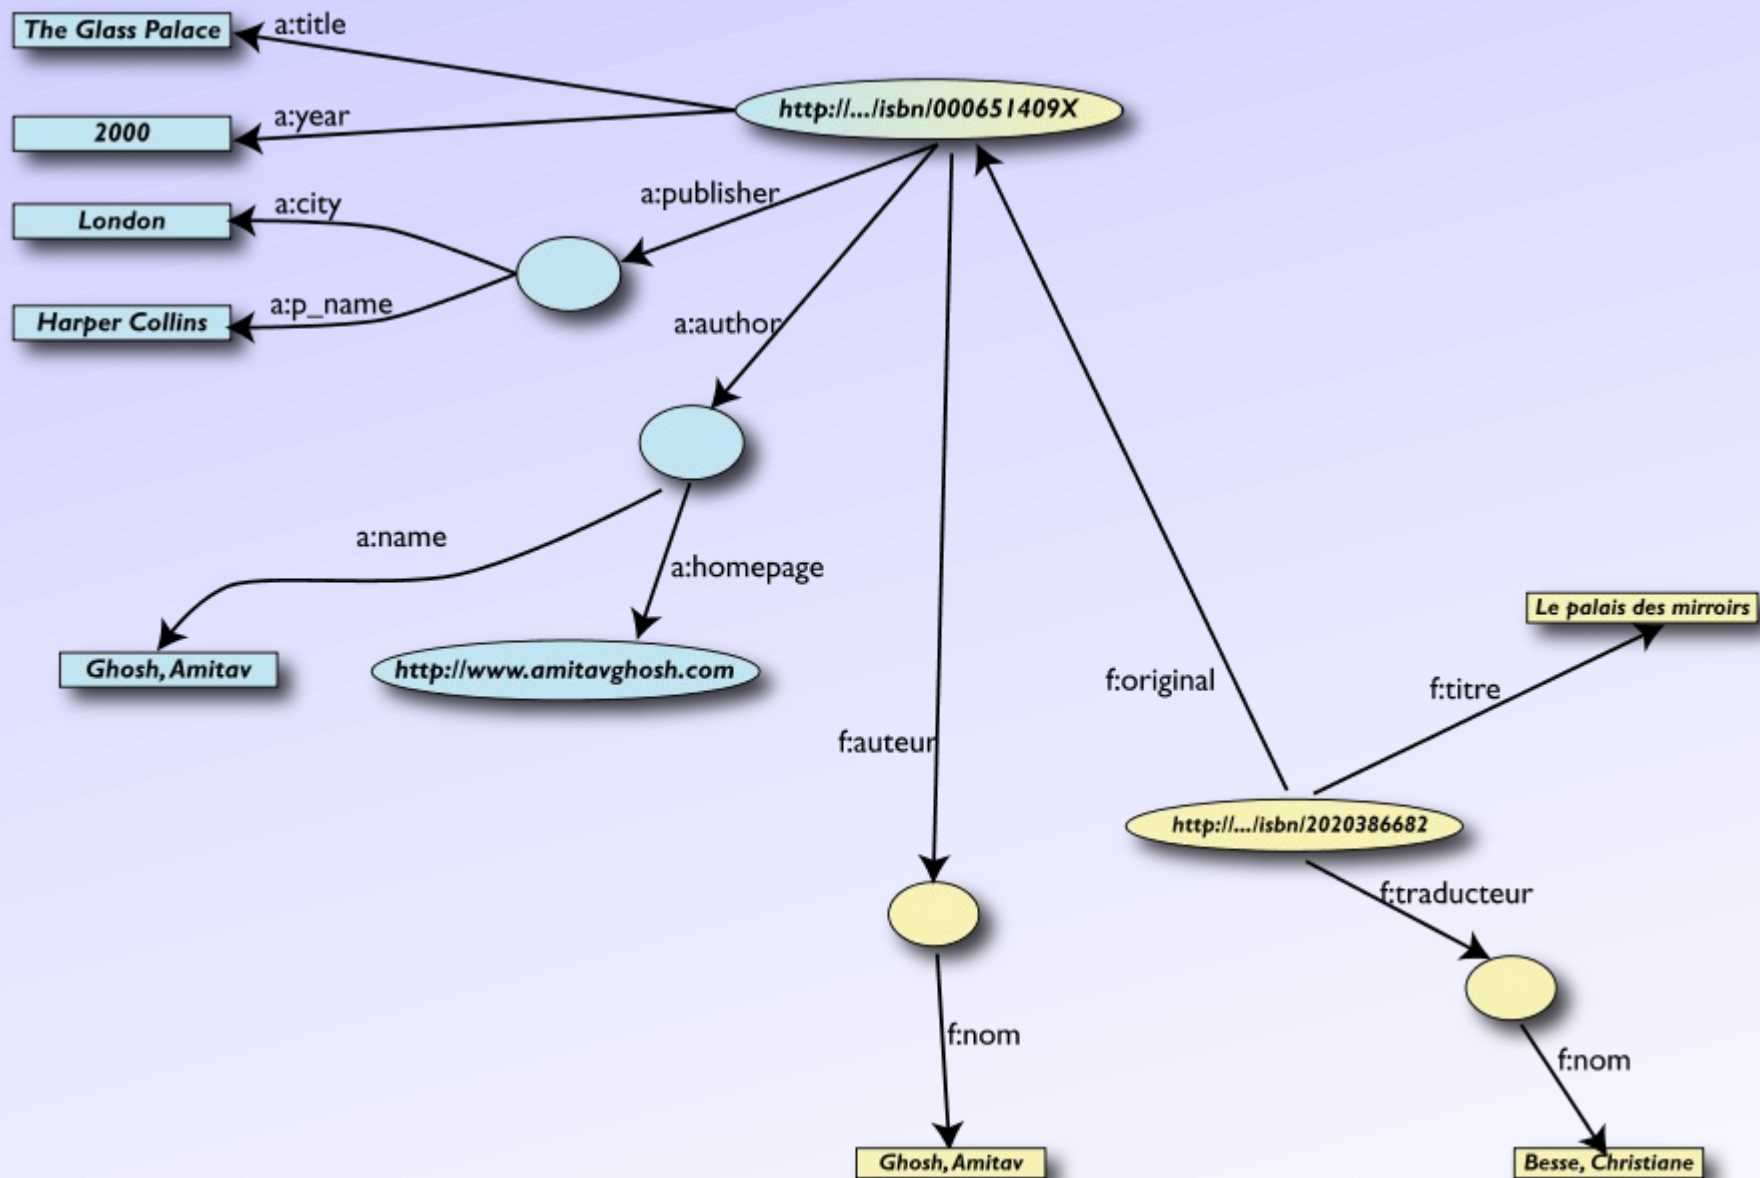 The Glass Palace
a:title
http://.../isbn/000651409X
a:year
2000
a:publisher
a:city
London
a:p_name
Harper Collins
a:author
a:name
a:homepage
Le palais des mirroirs
Ghosh, Amitav
http://www.amitavghosh.com
f:original
f:titre
f:auteur
http://.../isbn/2020386682
f:traducteur
f:nom
f:nom
Ghosh, Amitav
Besse, Christiane